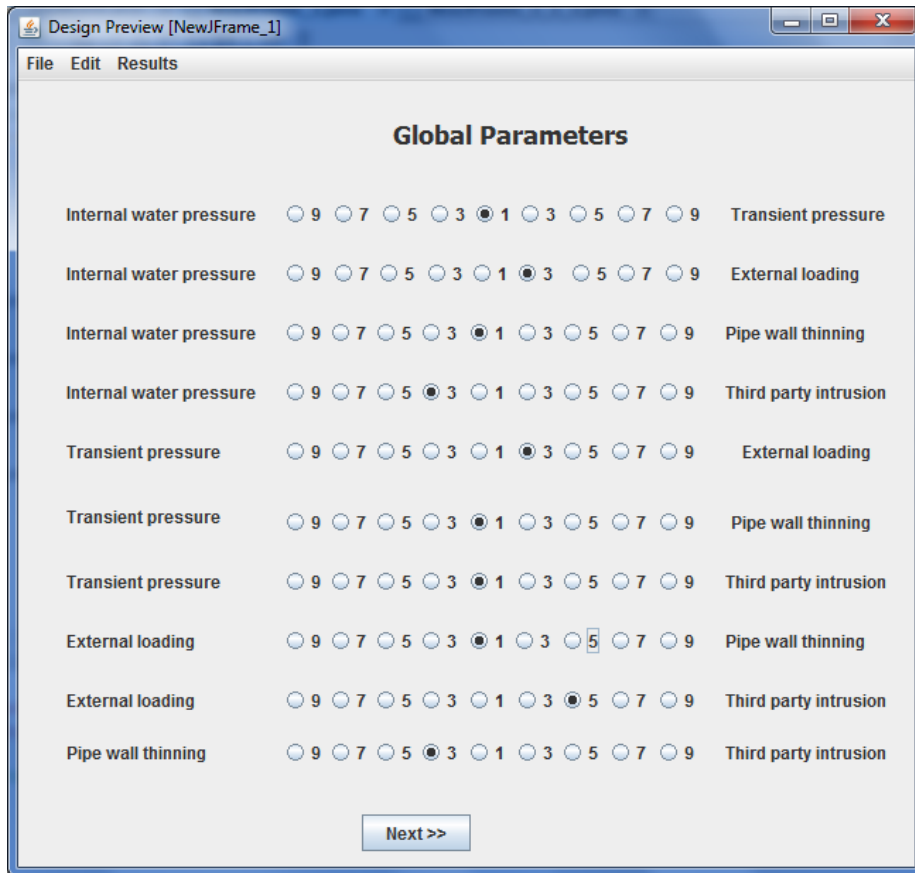 Design Preview [NewJFrame_1]
File Edit Results
Global Parameters
Internal water pressure 9 7 5 3 1 3 5 7 9 Transient pressure
Internal water pressure 9 7 5 3 1 3 5 7 9 External loading
Internal water pressure 9 7 5 3 1 3 5 7 9 Pipe wall thinning
Internal water pressure 9 7 5 3 1 3 5 7 9 Third party intrusion
Transient pressure 9 7 5 3 1 3 5 7 9 External loading
Transient pressure 9 7 5 3 1 3 5 7 9 Pipe wall thinning
Transient pressure 9 7 5 3 1 3 5 7 9 Third party intrusion
External loading 9 7 5 3 1 3 5 7 9 Pipe wall thinning
External loading 9 7 5 3 1 3 5 7 9 Third party intrusion
Pipe wall thinning 9 7 5 3 1 3 5 7 9 Third party intrusion
Next >>